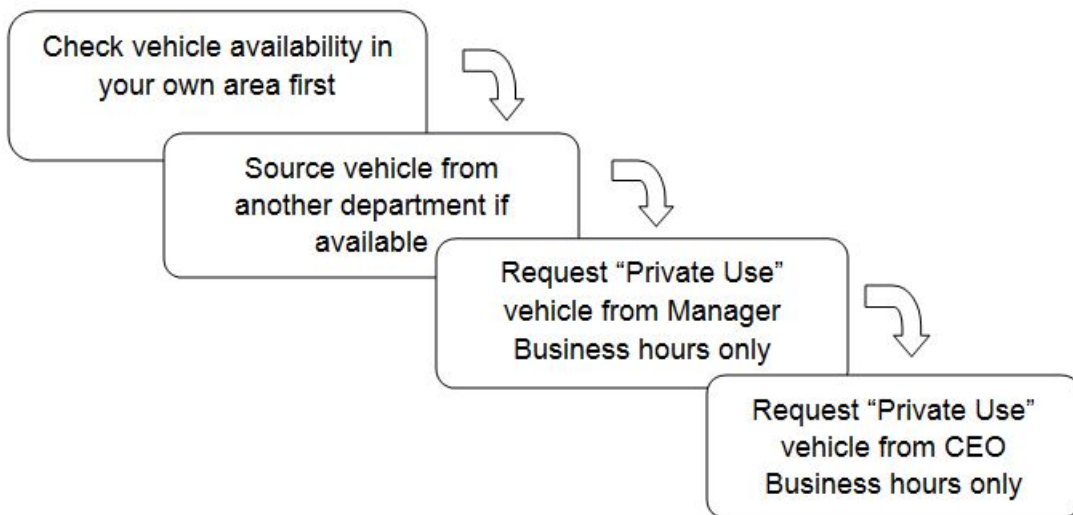 Check vehicle availability in
your own area first
Source vehicle from
another department if
available
Request “Private Use”
vehicle from Manager
Business hours only
Request “Private Use”
vehicle from CEO
Business hours only